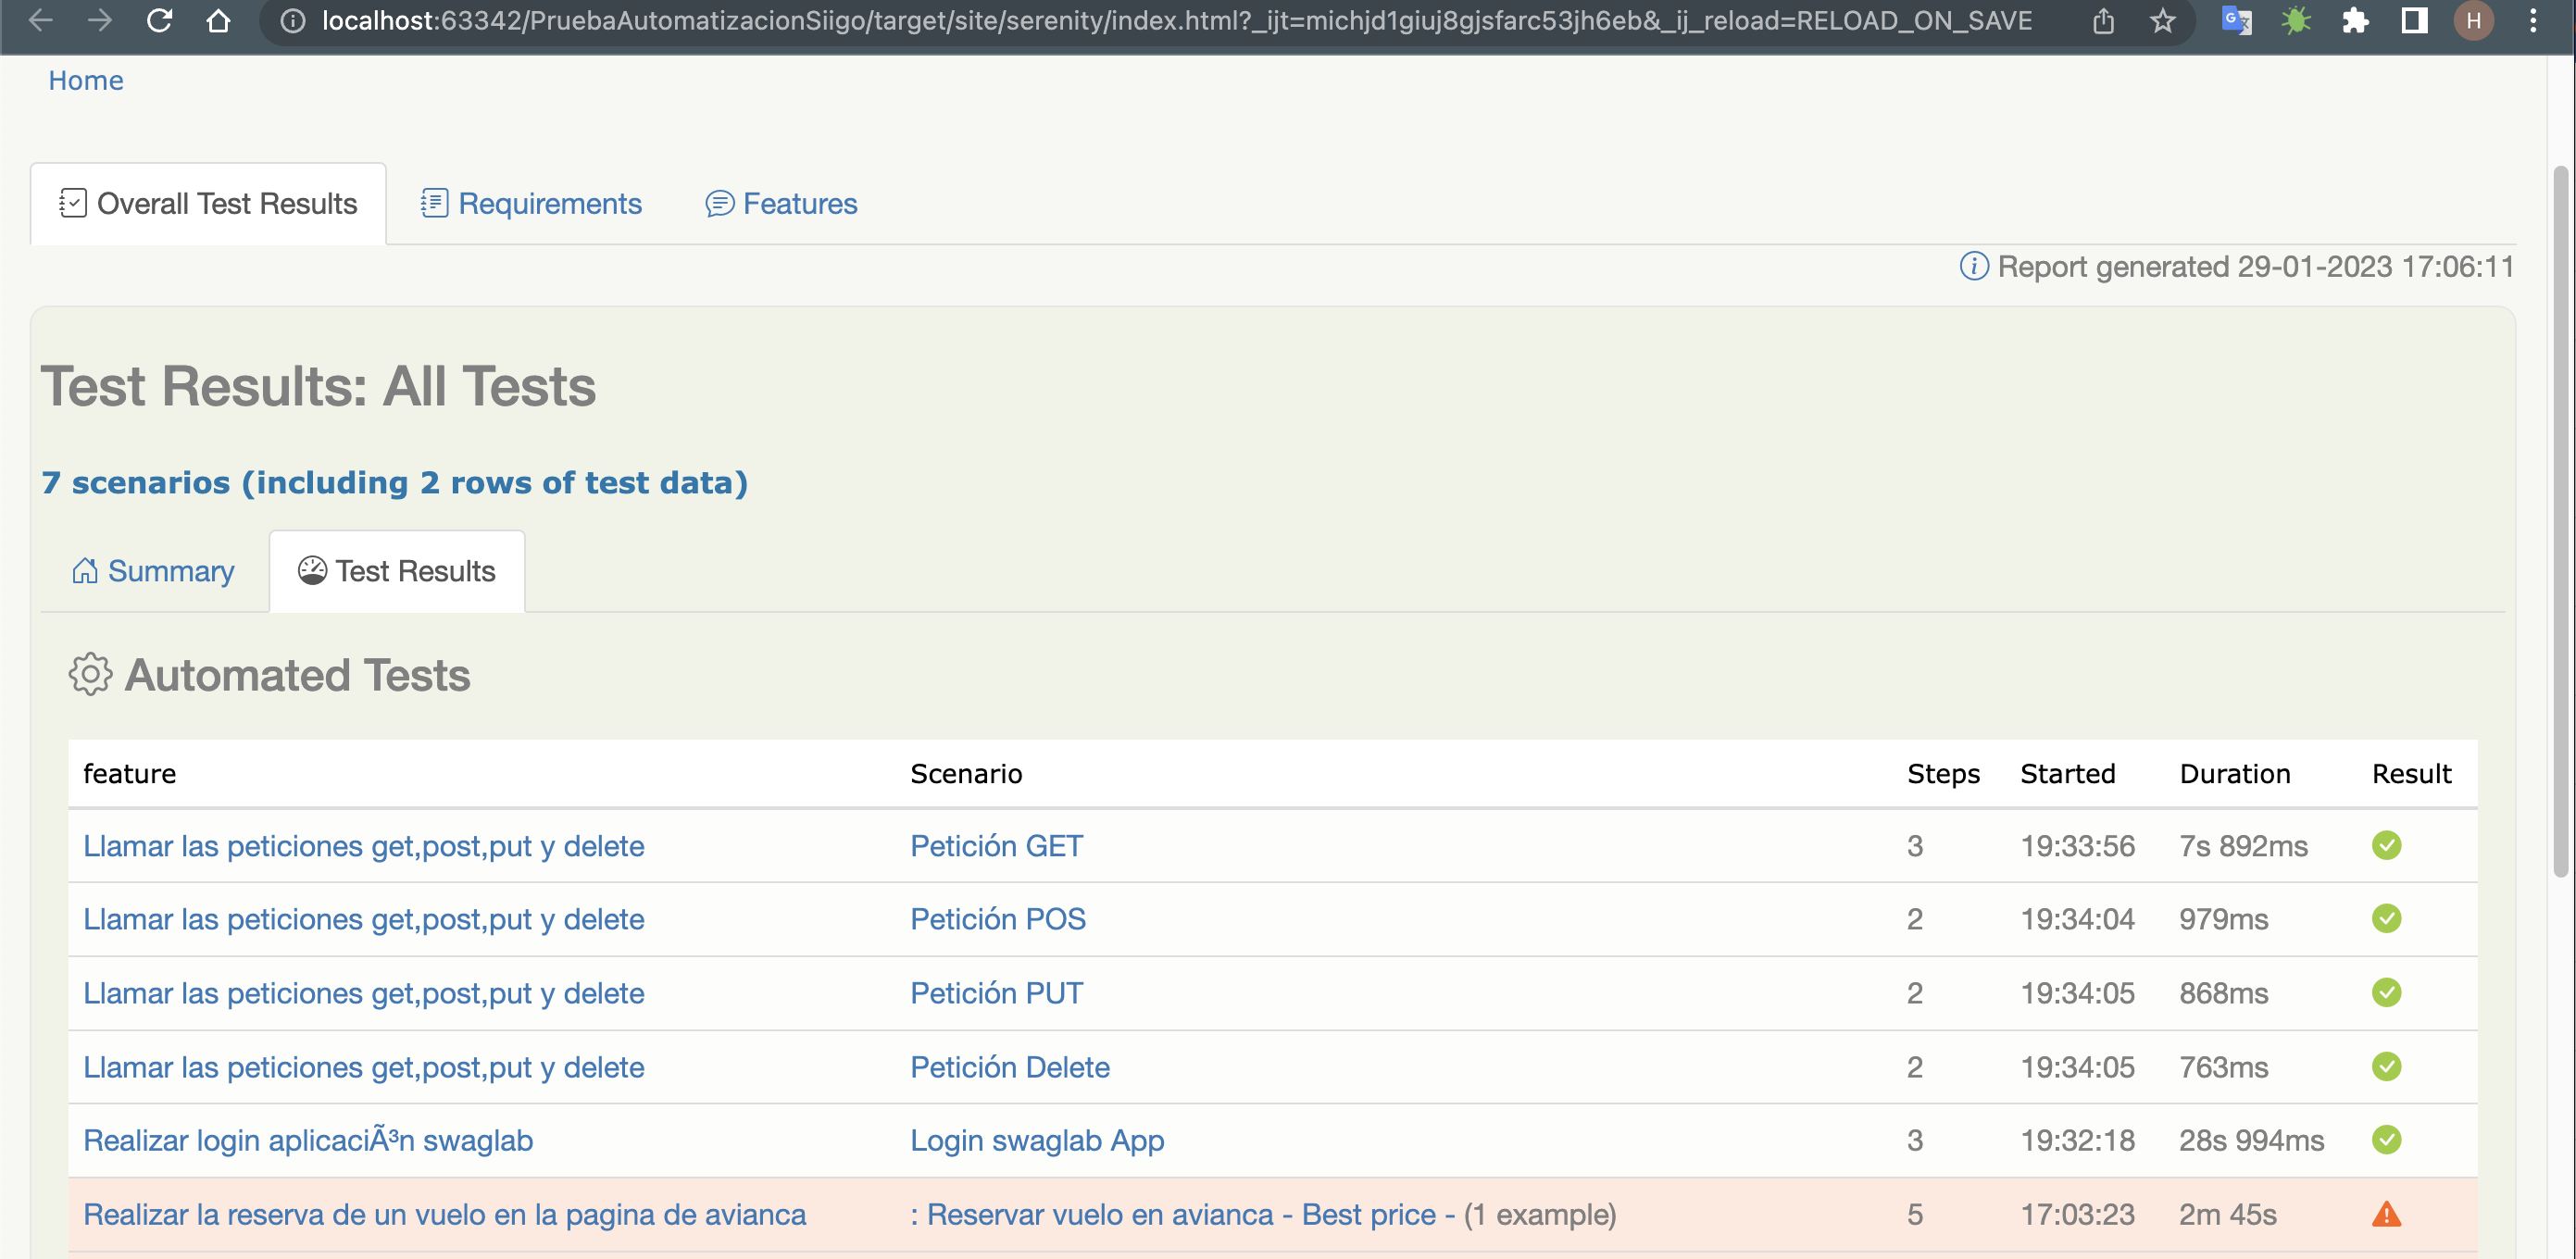 localhost:63342/PruebaAutomatizacionSiigo/target/site/serenity/index.html?_ijt=michjd1giuj8gjsfarc53jh6eb&_ij_reload=RELOAD_ON_SAVE H
Home
Overall Test Results Requirements Features
Report generated 29-01-2023 17:06:11
Test Results: All Tests
7 scenarios (including 2 rows of test data)
Summary Test Results
Automated Tests
feature Scenario Steps Started Duration Result
Llamar las peticiones get,post,put y delete Petición GET 3 19:33:56 7s 892ms
Llamar las peticiones get,post,put y delete Petición POS 2 19:34:04 979ms
Llamar las peticiones get,post,put y delete Petición PUT 2 19:34:05 868ms
Llamar las peticiones get,post,put y delete Petición Delete 2 19:34:05 763ms
Realizar login aplicaciÃ³n swaglab Login swaglab App 3 19:32:18 28s 994ms
Realizar la reserva de un vuelo en la pagina de avianca : Reservar vuelo en avianca - Best price - (1 example) 5 17:03:23 2m 45s